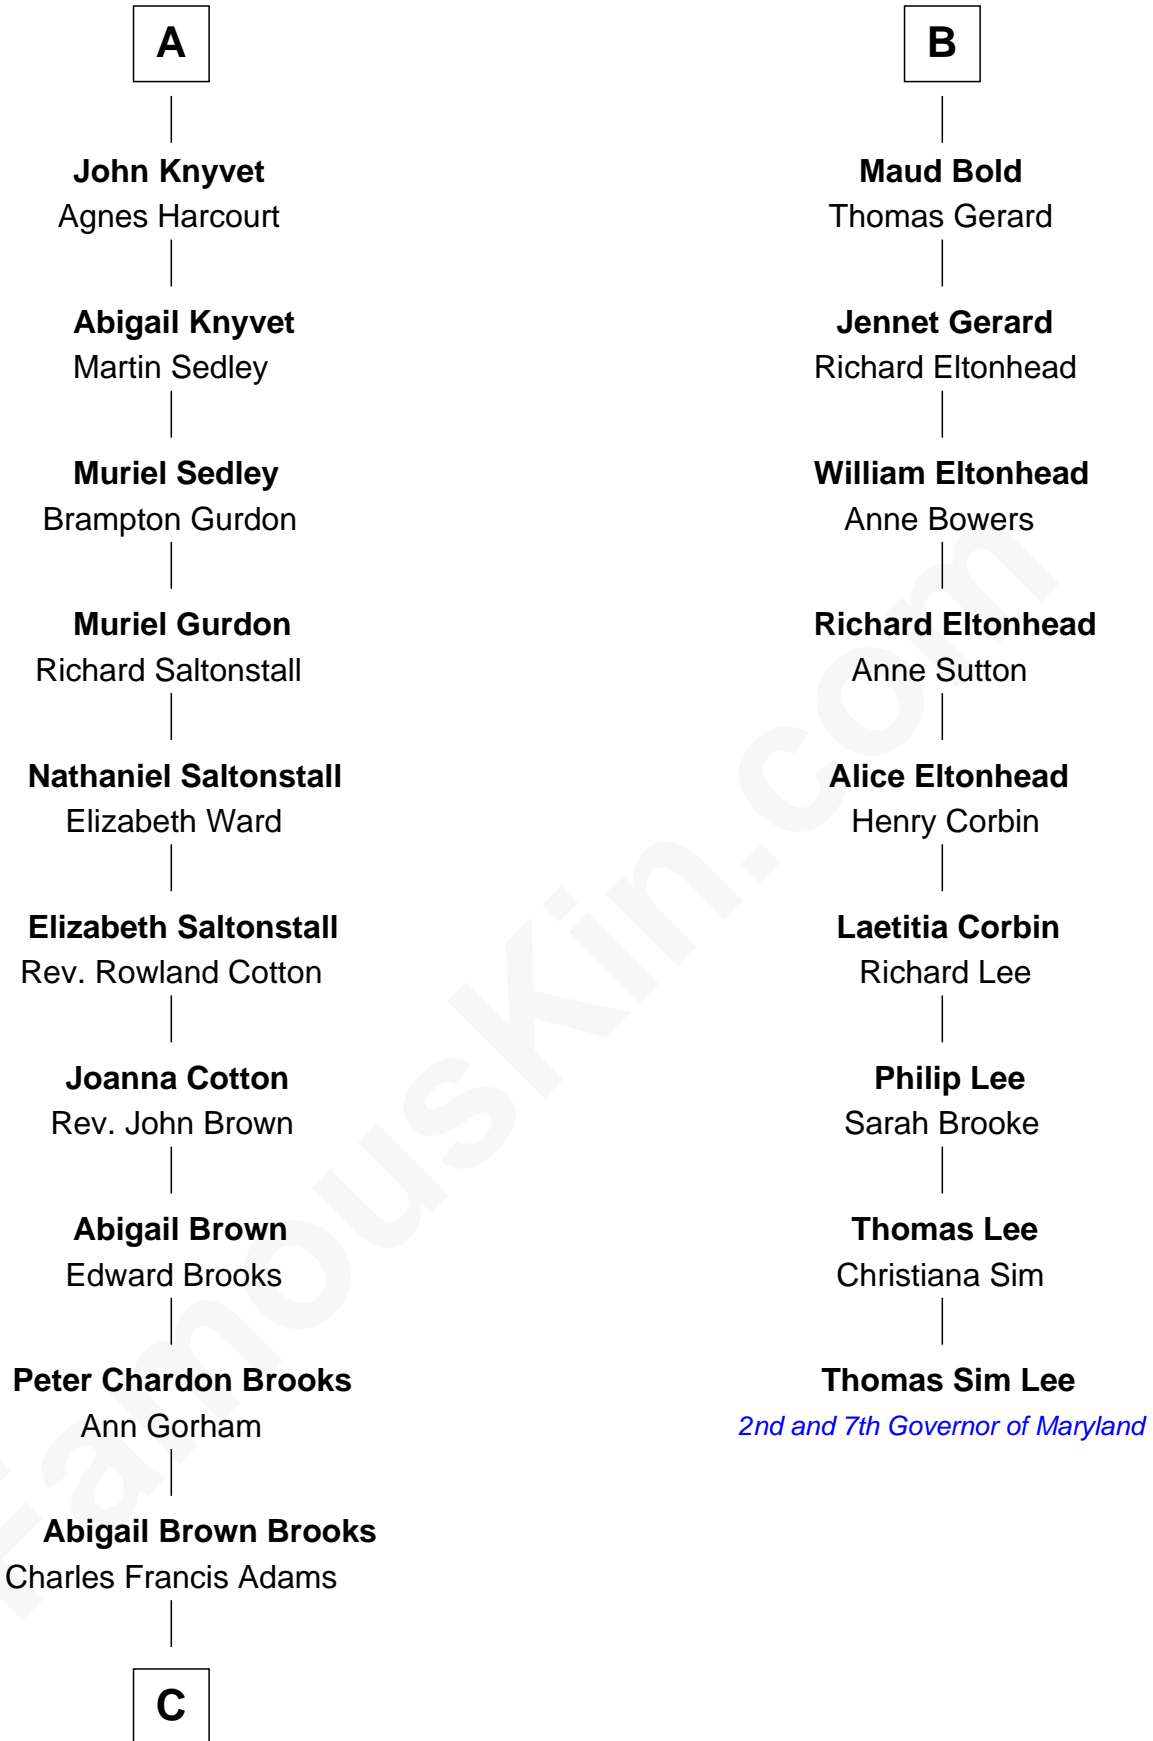 A
John Knyvet
Agnes Harcourt
Abigail Knyvet
Martin Sedley
Muriel Sedley
Brampton Gurdon
Muriel Gurdon
Richard Saltonstall
Nathaniel Saltonstall
Elizabeth Ward
Elizabeth Saltonstall
Rev. Rowland Cotton
Joanna Cotton
Rev. John Brown
Abigail Brown
Edward Brooks
Peter Chardon Brooks
Ann Gorham
Abigail Brown Brooks
Charles Francis Adams
C
B
Maud Bold
Thomas Gerard
Jennet Gerard
Richard Eltonhead
William Eltonhead
Anne Bowers
Richard Eltonhead
Anne Sutton
Alice Eltonhead
Henry Corbin
Laetitia Corbin
Richard Lee
Philip Lee
Sarah Brooke
Thomas Lee
Christiana Sim
Thomas Sim Lee
2nd and 7th Governor of Maryland
FamousKin.com